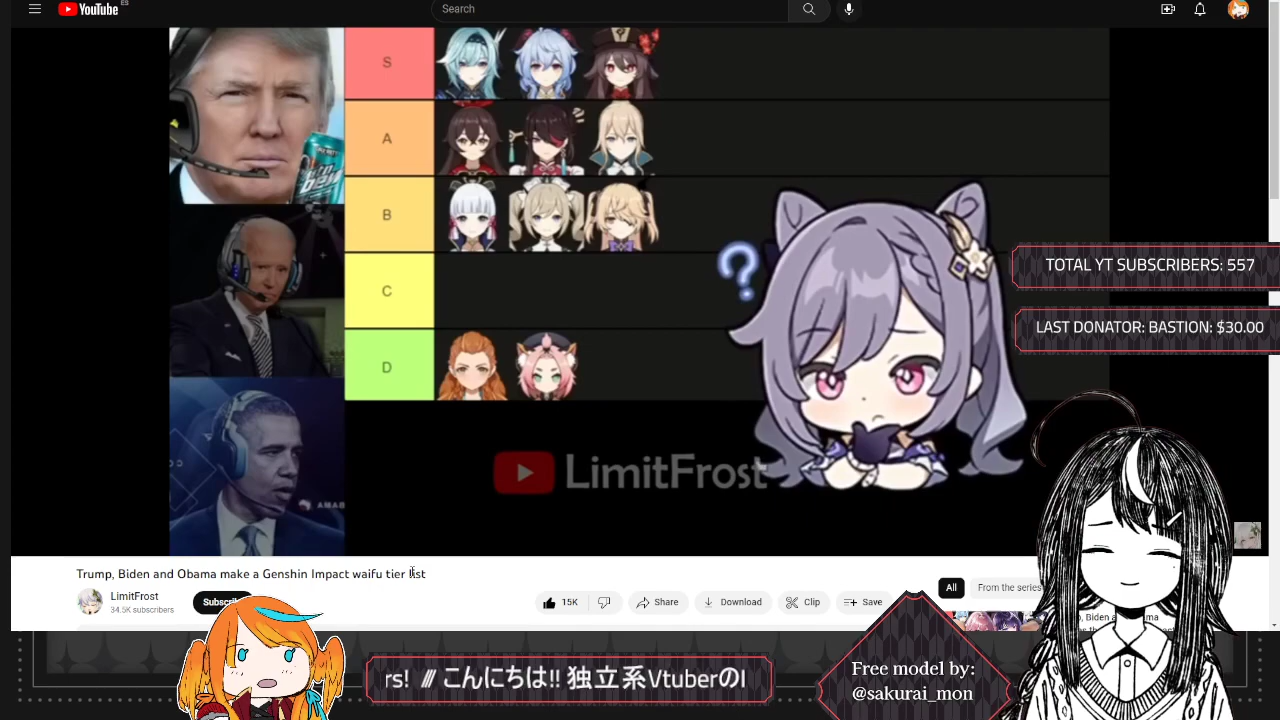 YouTube
ES
Search
S
A
B
C
D
?
LimitFrost
TOTAL YT SUBSCRIBERS: 557
LAST DONATOR: BASTION: $30.00
Trump, Biden and Obama make a Genshin Impact waifu tier list
LimitFrost
34.5K subscribers
15K
Share
Download
Clip
Save
All
From the series
rs! /// こんにちは!! 独立系Vtuberの
Free model by:
@sakurai_mon